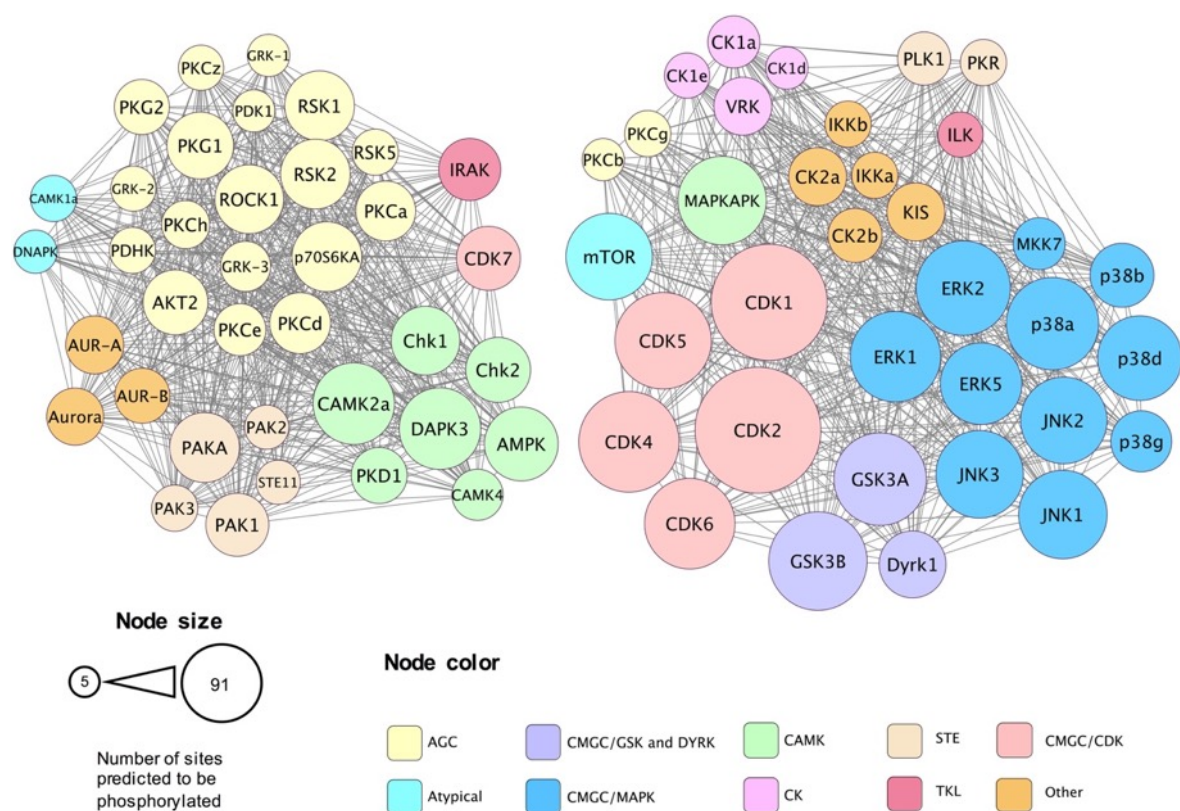 GRK-1
PKCz
PKG2
PDK1
RSK1
PKG1
RSK5
IRAK
RSK2
CAMK1a
GRK-2
ROCK1
PKCa
PKCh
DNAPK
PDHK
GRK-3
p70S6KA
CDK7
AKT2
PKCe
PKCd
AUR-A
Chk1
Chk2
AUR-B
Aurora
CAMK2a
PAK2
DAPK3
AMPK
PAKA
STE11
PKD1
CAMK4
PAK3
PAK1
CK1a
CK1e
CK1d
PLK1
PKR
VRK
PKCg
IKKb
ILK
PKCb
CK2a
IKKa
MAPKAPK
KIS
CK2b
MKK7
mTOR
p38b
CDK1
ERK2
p38a
CDK5
ERK1
p38d
ERK5
CDK4
CDK2
JNK2
p38g
GSK3A
JNK3
CDK6
JNK1
GSK3B
Dyrk1
Node size
5
91
Number of sites
predicted to be
phosphorylated
Node color
AGC
CMGC/GSK and DYRK
CAMK
STE
CMGC/CDK
Atypical
CMGC/MAPK
CK
TKL
Other